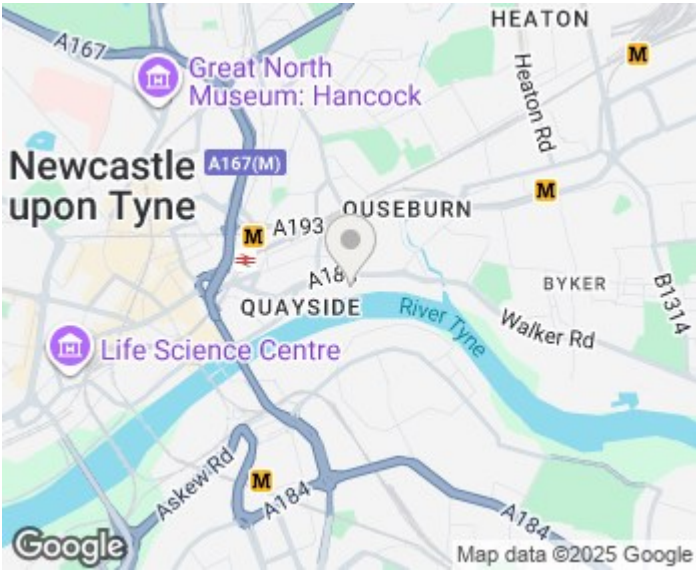 HEATON
A167
M
Great North
Museum: Hancock
Heaton Rd
Newcastle
upon Tyne
A167(M)
M
OUSEBURN
M
A193
BYKER
B1314
QUAYSIDE
River Tyne
Walker Rd
Life Science Centre
Askew Rd
M
A184
A184
Google
Map data ©2025 Google